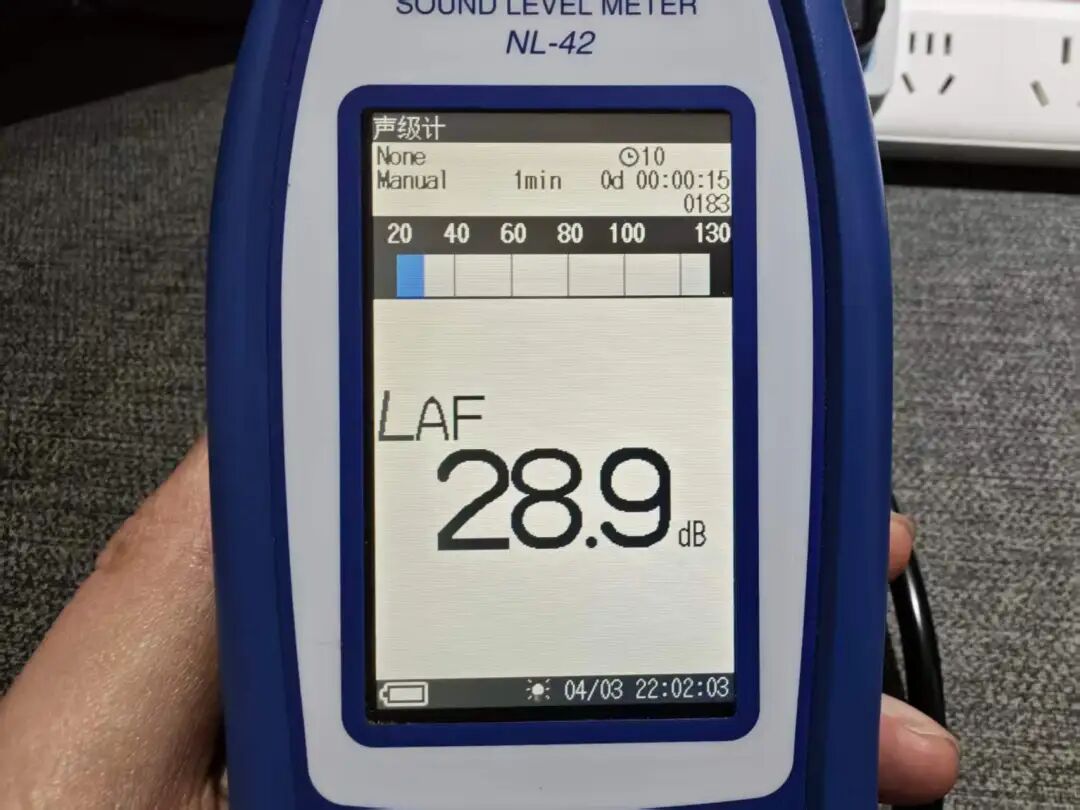 SOUND LEVEL METER
NL-42
声级计
None 10
Manual 1min 0d 00:00:15
0183
20 40 60 80 100 130
LAF
28.9 dB
04/03 22:02:03